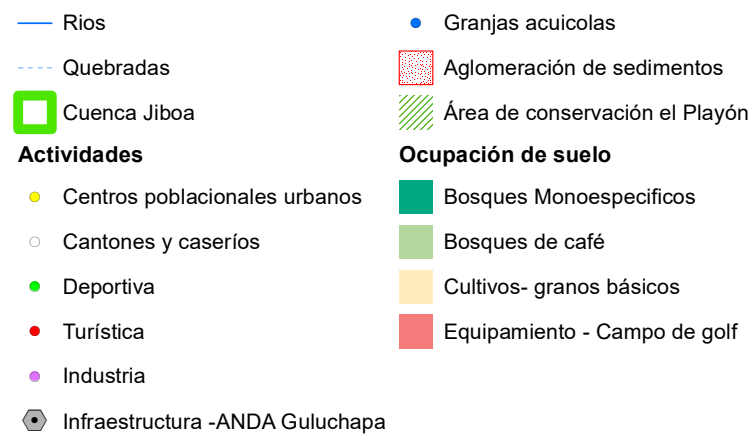 Rios
Quebradas
Cuenca Jiboa
Actividades
Centros poblacionales urbanos
Cantones y caseríos
Deportiva
Turística
Industria
Infraestructura -ANDA Guluchapa
Granjas acuicolas
Aglomeración de sedimentos
Área de conservación el Playón
Ocupación de suelo
Bosques Monoespecificos
Bosques de café
Cultivos- granos básicos
Equipamiento - Campo de golf